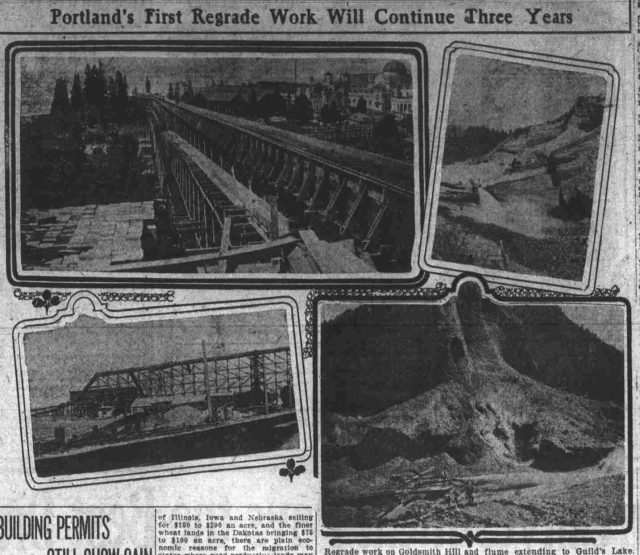 Portland's First Regrade Work Will Continue Three Years
BUILDING PERMITS
STILL SHOW GAIN
of Illinois, Iowa and Nebraska selling
for $150 to $200 an acre, and the finer
wheat lands in the Dakotas bringing $75
to $100 an acre, there are plain eco-
nomic reasons for the migration to
Regrade work on Goldsmith Hill and flume extending to Guild's Lake